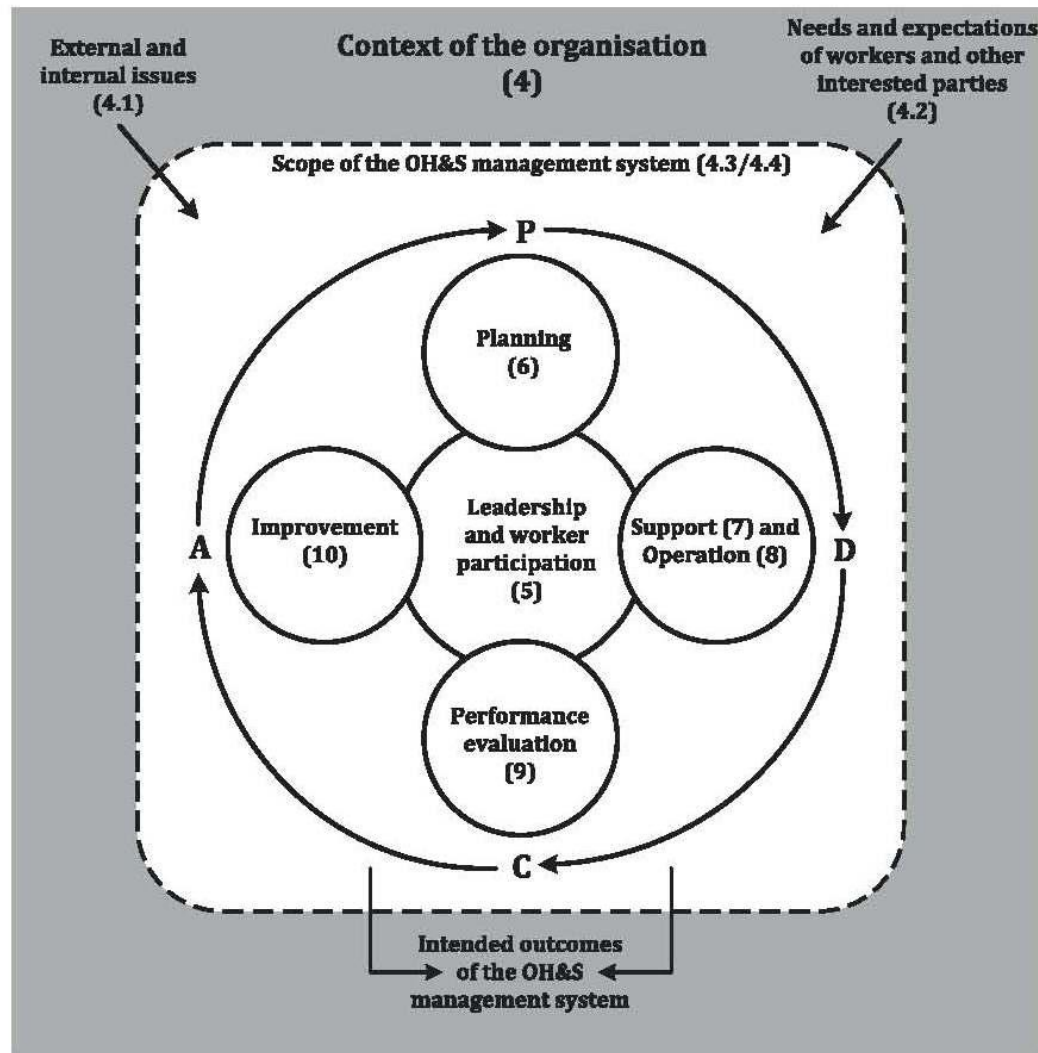 External and
internal issues
(4.1)
Context of the organisation
(4)
Needs and expectations
of workers and other
interested parties
(4.2)
Scope of the OH&S management system (4.3/4.4)
P
Planning
(6)
A
Improvement
(10)
Leadership
and worker
participation
(5)
Support (7) and
Operation (8)
D
Performance
evaluation
(9)
C
Intended outcomes
of the OH&S
management system